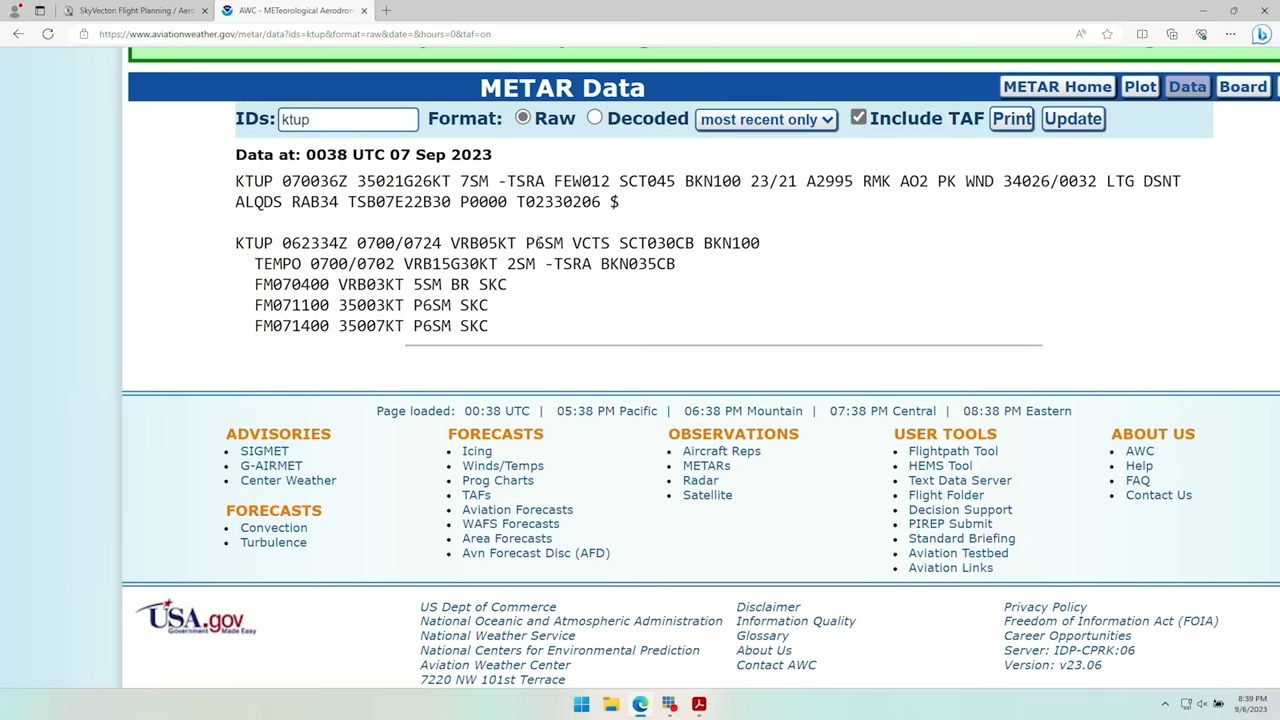 SkyVector: Flight Planning / Aero
AWC - METeorological Aerodrom
https://www.aviationweather.gov/metar/data?ids=ktup&format=raw&date=&hours=0&taf=on
METAR Data
METAR Home Plot Data Board
IDs: ktup Format: Raw Decoded most recent only Include TAF Print Update
Data at: 0038 UTC 07 Sep 2023
KTUP 070036Z 35021G26KT 7SM -TSRA FEW012 SCT045 BKN100 23/21 A2995 RMK AO2 PK WND 34026/0032 LTG DSNT
ALQDS RAB34 TSB07E22B30 P0000 T02330206 $
KTUP 062334Z 0700/0724 VRB05KT P6SM VCTS SCT030CB BKN100
TEMPO 0700/0702 VRB15G30KT 2SM -TSRA BKN035CB
FM070400 VRB03KT 5SM BR SKC
FM071100 35003KT P6SM SKC
FM071400 35007KT P6SM SKC
Page loaded: 00:38 UTC | 05:38 PM Pacific | 06:38 PM Mountain | 07:38 PM Central | 08:38 PM Eastern
ADVISORIES
SIGMET
G-AIRMET
Center Weather
FORECASTS
Convection
Turbulence
FORECASTS
Icing
Winds/Temps
Prog Charts
TAFs
Aviation Forecasts
WAFS Forecasts
Area Forecasts
Avn Forecast Disc (AFD)
OBSERVATIONS
Aircraft Reps
METARs
Radar
Satellite
USER TOOLS
Flightpath Tool
HEMS Tool
Text Data Server
Flight Folder
Decision Support
PIREP Submit
Standard Briefing
Aviation Testbed
Aviation Links
ABOUT US
AWC
Help
FAQ
Contact Us
USA.gov
Government Made Easy
US Dept of Commerce
National Oceanic and Atmospheric Administration
National Weather Service
National Centers for Environmental Prediction
Aviation Weather Center
7220 NW 101st Terrace
Disclaimer
Information Quality
Glossary
About Us
Contact AWC
Privacy Policy
Freedom of Information Act (FOIA)
Career Opportunities
Server: IDP-CPRK:06
Version: v23.06
8:39 PM
9/6/2023